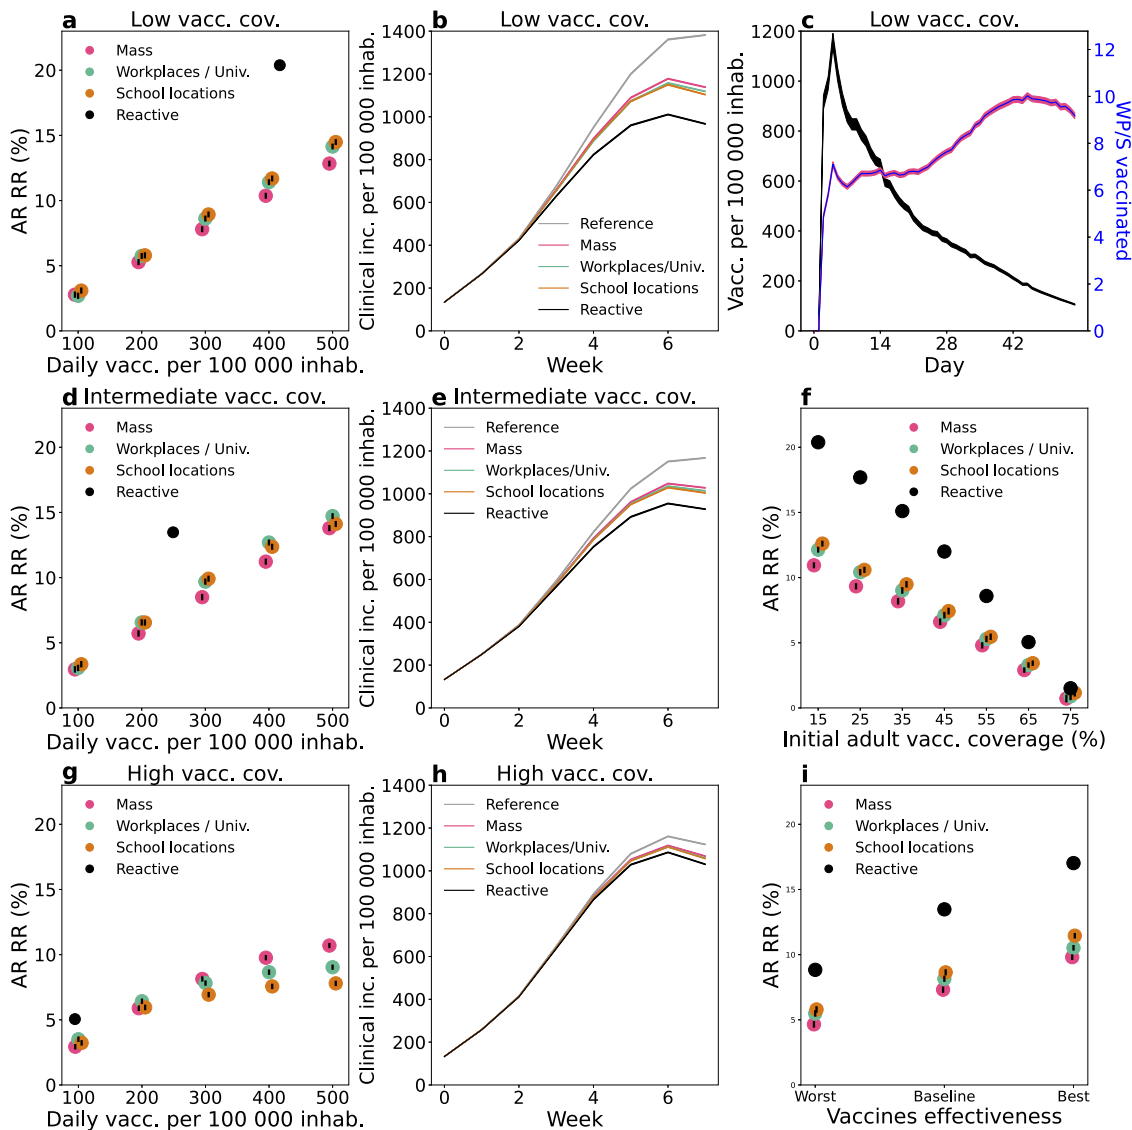 a Low vacc. cov.
Mass
Workplaces / Univ.
School locations
Reactive
AR RR (%)
20
15
10
5
0
100 200 300 400 500
Daily vacc. per 100 000 inhab.
b Low vacc. cov.
Clinical inc. per 100 000 inhab.
1400
1200
1000
800
600
400
200
0
Reference
Mass
Workplaces/Univ.
School locations
Reactive
0 2 4 6
Week
c Low vacc. cov.
Vacc. per 100 000 inhab.
1200
1000
800
600
400
200
0
12
10
8
6
4
2
0
WP/S vaccinated
0 14 28 42
Day
d Intermediate vacc. cov.
Mass
Workplaces / Univ.
School locations
Reactive
AR RR (%)
20
15
10
5
0
100 200 300 400 500
Daily vacc. per 100 000 inhab.
e Intermediate vacc. cov.
Clinical inc. per 100 000 inhab.
1400
1200
1000
800
600
400
200
0
Reference
Mass
Workplaces/Univ.
School locations
Reactive
0 2 4 6
Week
f
Mass
Workplaces / Univ.
School locations
Reactive
AR RR (%)
20
15
10
5
0
15 25 35 45 55 65 75
Initial adult vacc. coverage (%)
g High vacc. cov.
Mass
Workplaces / Univ.
School locations
Reactive
AR RR (%)
20
15
10
5
0
100 200 300 400 500
Daily vacc. per 100 000 inhab.
h High vacc. cov.
Clinical inc. per 100 000 inhab.
1400
1200
1000
800
600
400
200
0
Reference
Mass
Workplaces/Univ.
School locations
Reactive
0 2 4 6
Week
i
Mass
Workplaces / Univ.
School locations
Reactive
AR RR (%)
20
15
10
5
0
Worst Baseline Best
Vaccines effectiveness